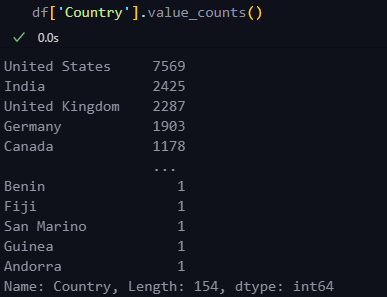 df['Country'].value_counts()
0.0s
United States 7569
India 2425
United Kingdom 2287
Germany 1903
Canada 1178
...
Benin 1
Fiji 1
San Marino 1
Guinea 1
Andorra 1
Name: Country, Length: 154, dtype: int64